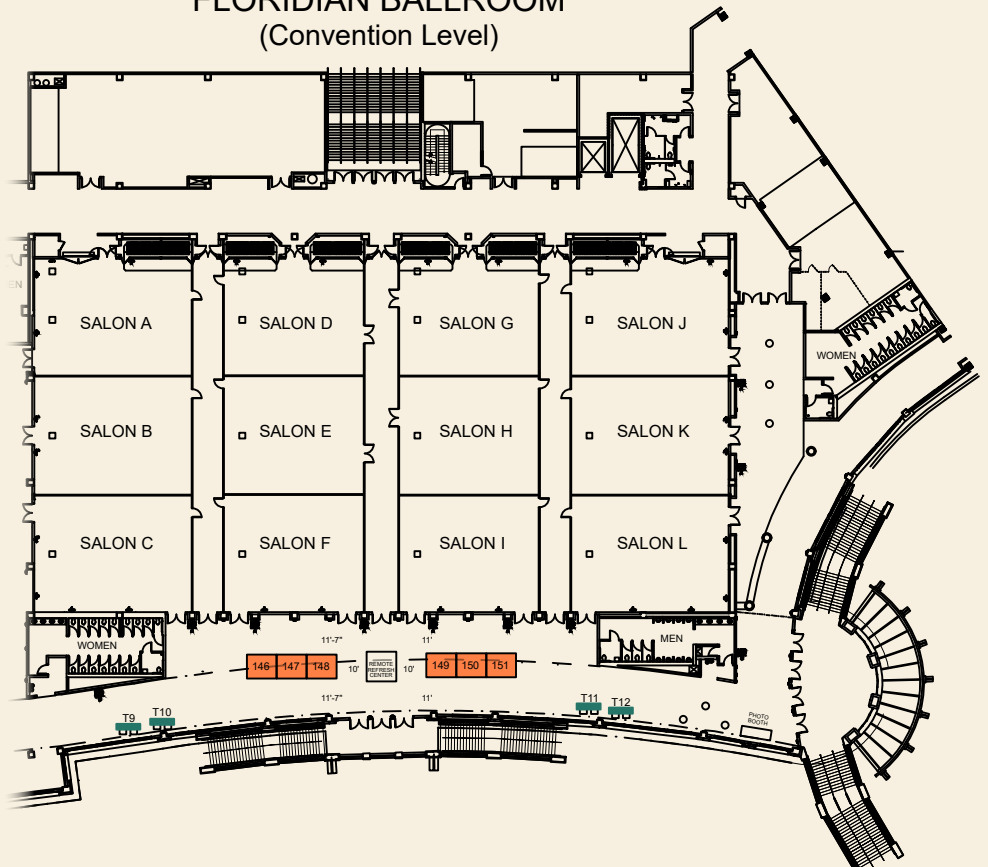 FLORIDIAN BALLROOM
(Convention Level)
SALON A
SALON D
SALON G
SALON J
WOMEN
SALON B
SALON E
SALON H
SALON K
SALON C
SALON F
SALON I
SALON L
WOMEN
11'-7"
11'
MEN
146
147
148
10'
REMOTE
REFRESH
CENTER
10'
149
150
151
11'-7"
11'
T9
T10
T11
T12
PHOTO
BOOTH